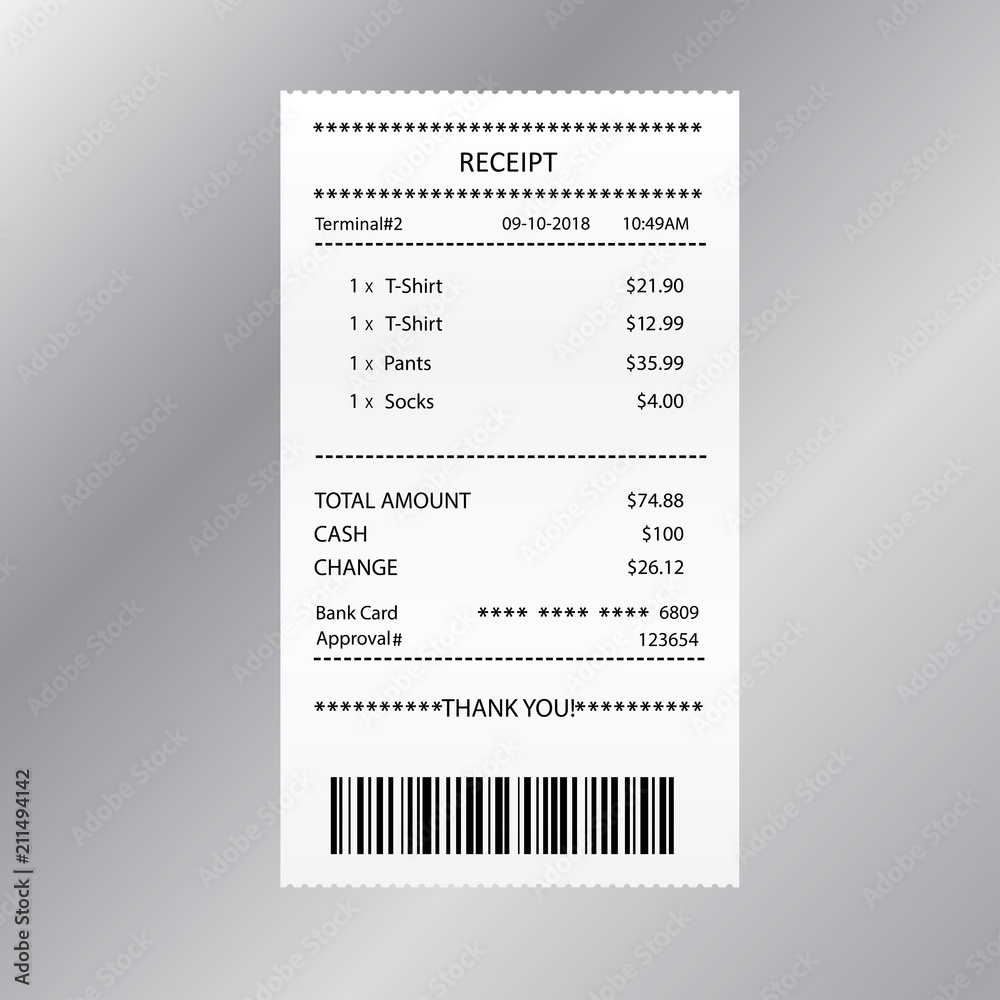 *******************************
RECEIPT
*******************************
Terminal#2 09-10-2018 10:49AM
1 x T-Shirt $21.90
1 x T-Shirt $12.99
1 x Pants $35.99
1 x Socks $4.00
TOTAL AMOUNT $74.88
CASH $100
CHANGE $26.12
Bank Card **** **** **** 6809
Approval# 123654
**********THANK YOU!**********
Adobe Stock | #211494142